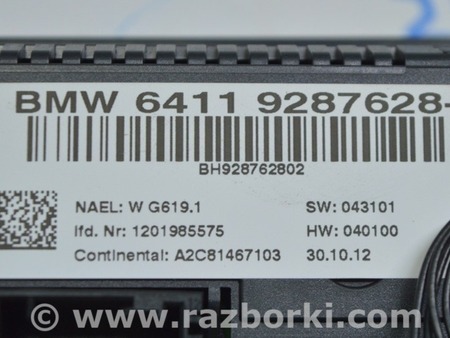 BMW 6411 9287628-
BH928762802
NAEL: W G619.1 SW: 043101
lfd. Nr: 1201985575 HW: 040100
Continental: A2C81467103 30.10.12
© www.razborki.com